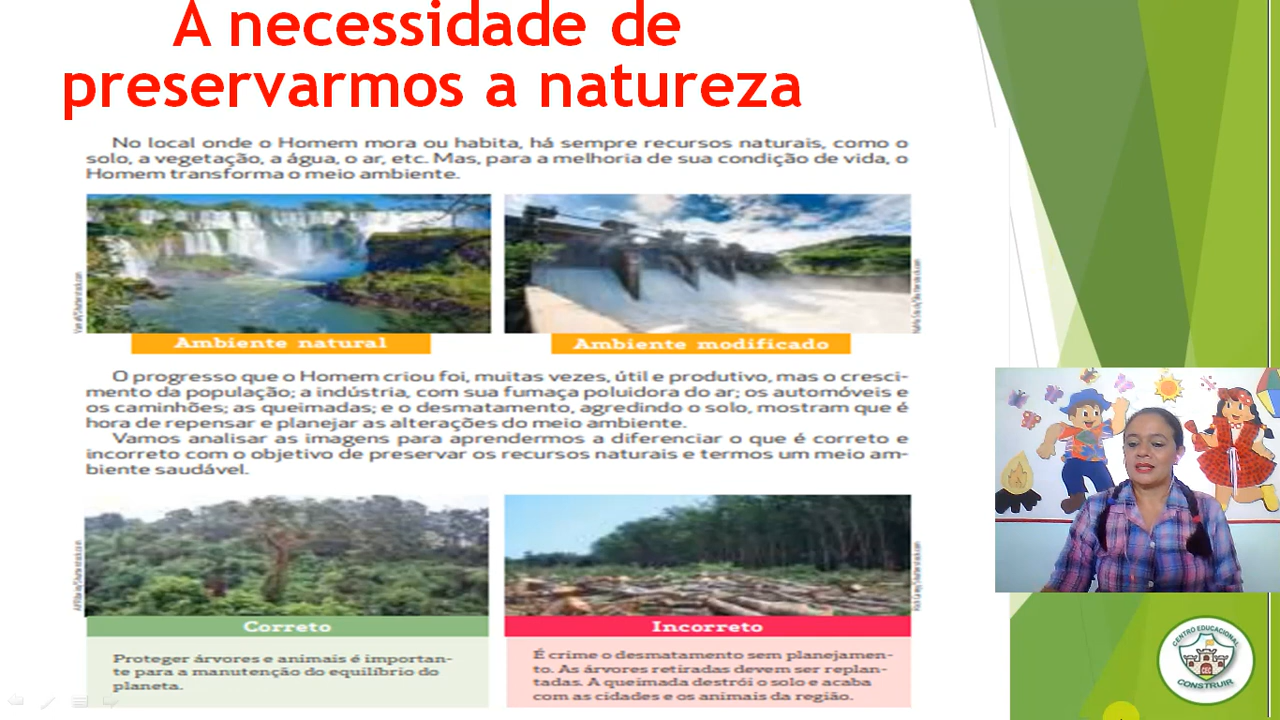 A necessidade de
preservarmos a natureza
No local onde o Homem mora ou habita, há sempre recursos naturais, como o
solo, a vegetação, a água, o ar, etc. Mas, para a melhoria de sua condição de vida, o
Homem transforma o meio ambiente.
Ambiente natural
Ambiente modificado
O progresso que o Homem criou foi, muitas vezes, útil e produtivo, mas o cresci-
mento da população; a indústria, com sua fumaça poluidora do ar; os automóveis e
os caminhões; as queimadas; e o desmatamento, agredindo o solo, mostram que é
hora de repensar e planejar as alterações do meio ambiente.
Vamos analisar as imagens para aprendermos a diferenciar o que é correto e
incorreto com o objetivo de preservar os recursos naturais e termos um meio am-
biente saudável.
Correto
Proteger árvores e animais é importan-
te para a manutenção do equilíbrio do
planeta.
Incorreto
É crime o desmatamento sem planejamen-
to. As árvores retiradas devem ser replan-
tadas. A queimada destrói o solo e acaba
com as cidades e os animais da região.
CENTRO EDUCACIONAL
CEC
CONSTRUIR